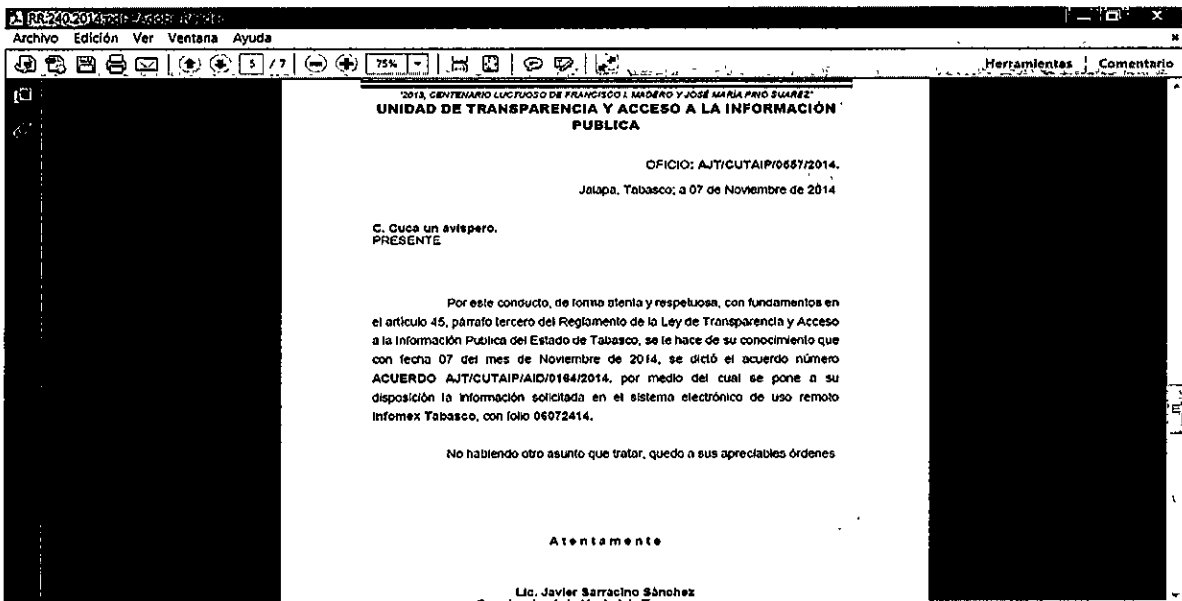 RR.240.2014
Archivo Edición Ver Ventana Ayuda
5 / 7
75%
Herramientas Comentario
"2013, CENTENARIO LUCTUOSO DE FRANCISCO I. MADERO Y JOSÉ MARÍA PINO SUAREZ"
UNIDAD DE TRANSPARENCIA Y ACCESO A LA INFORMACIÓN
PUBLICA
OFICIO: AJT/CUTAIP/0657/2014.
Jalapa, Tabasco; a 07 de Noviembre de 2014
C. Cuca un avispero.
PRESENTE
Por este conducto, de forma atenta y respetuosa, con fundamentos en
el artículo 45, párrafo tercero del Reglamento de la Ley de Transparencia y Acceso
a la Información Publica del Estado de Tabasco, se le hace de su conocimiento que
con fecha 07 del mes de Noviembre de 2014, se dictó el acuerdo número
ACUERDO AJT/CUTAIP/AID/0164/2014, por medio del cual se pone a su
disposición la información solicitada en el sistema electrónico de uso remoto
Infomex Tabasco, con folio 06072414.
No habiendo otro asunto que tratar, quedo a sus apreciables órdenes
Atentamente
Lic. Javier Sarracino Sánchez